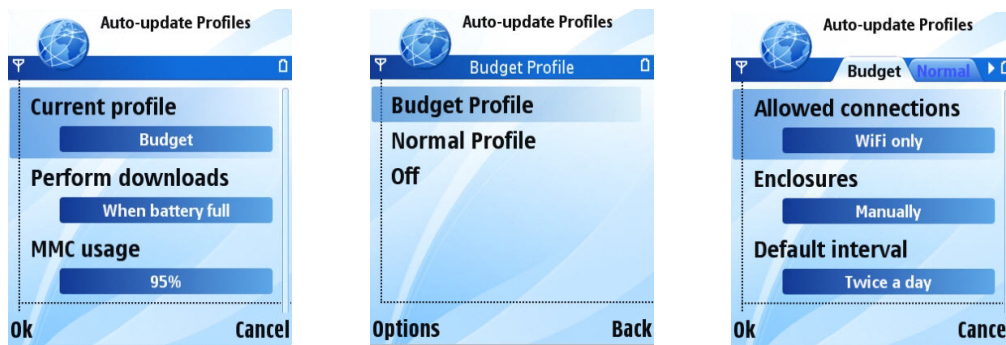 Auto-update Profiles
Current profile
Budget
Perform downloads
When battery full
MMC usage
95%
Ok Cancel
Auto-update Profiles
Budget Profile
Budget Profile
Normal Profile
Off
Options Back
Auto-update Profiles
Budget Normal
Allowed connections
WiFi only
Enclosures
Manually
Default interval
Twice a day
Ok Cance